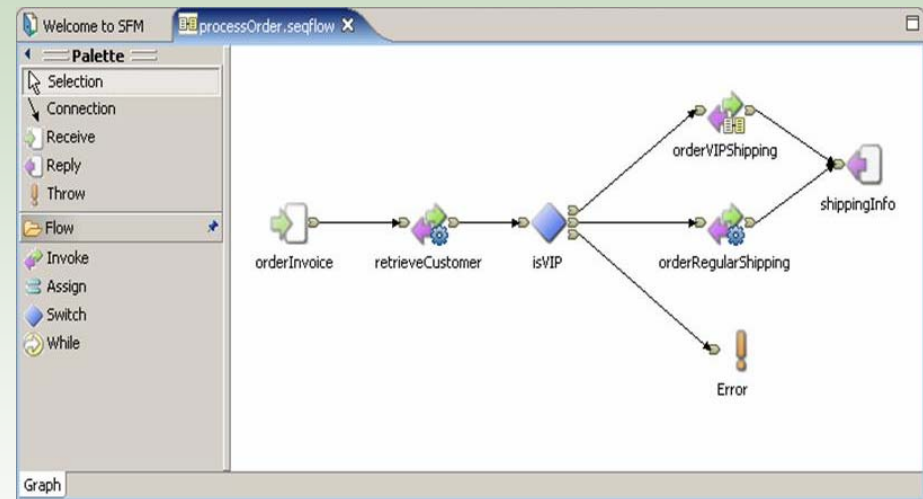 Welcome to SFM
processOrder.seqflow
Palette
Selection
Connection
Receive
Reply
Throw
Flow
Invoke
Assign
Switch
While
orderInvoice
retrieveCustomer
isVIP
orderVIPShipping
orderRegularShipping
shippingInfo
Error
Graph